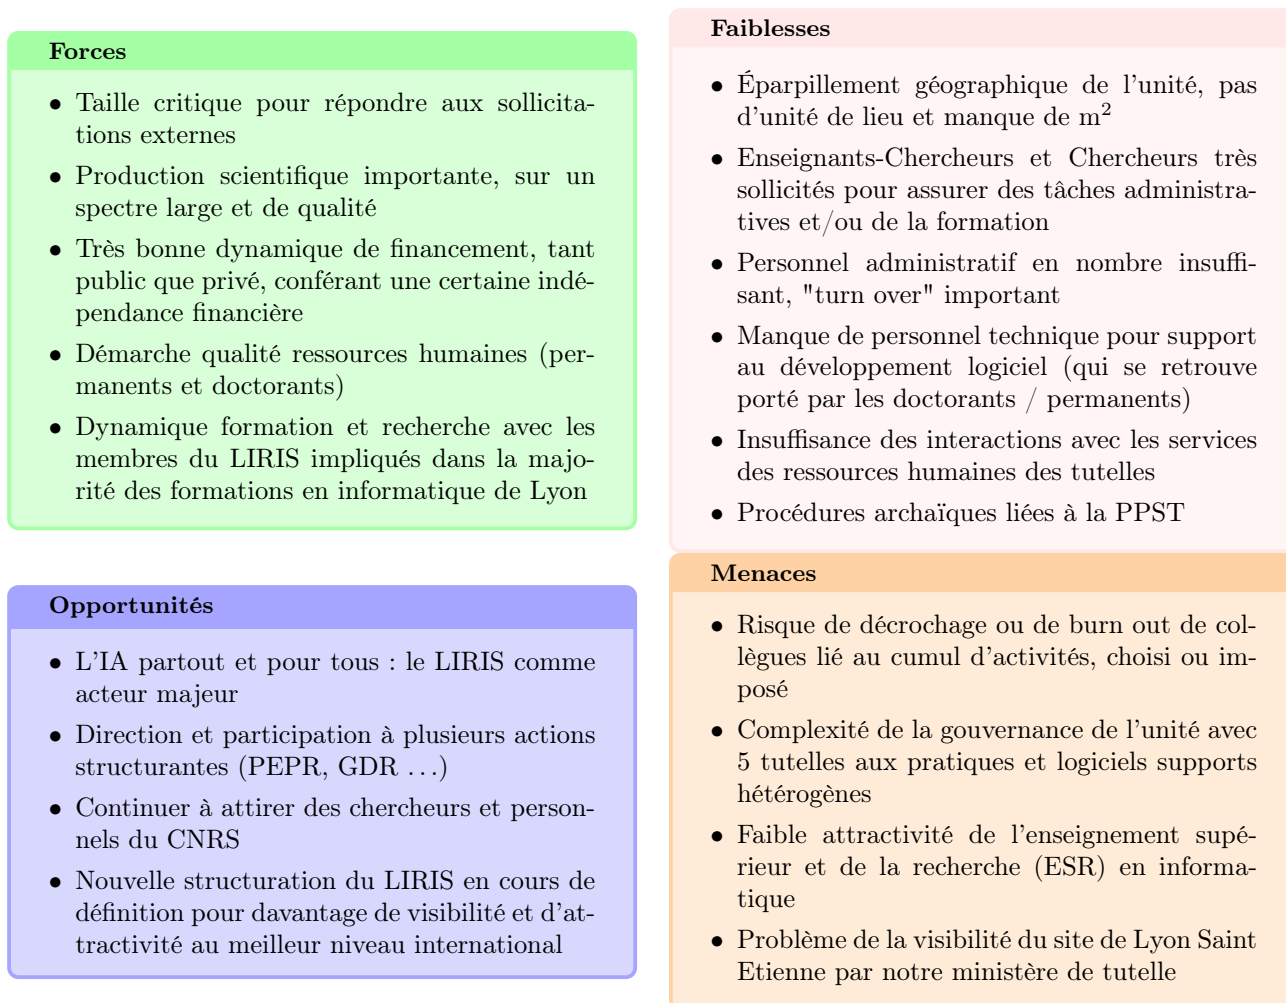 Forces
• Taille critique pour répondre aux sollicita-
tions externes
• Production scientifique importante, sur un
spectre large et de qualité
• Très bonne dynamique de financement, tant
public que privé, conférant une certaine indé-
pendance financière
• Démarche qualité ressources humaines (per-
manents et doctorants)
• Dynamique formation et recherche avec les
membres du LIRIS impliqués dans la majo-
rité des formations en informatique de Lyon
Faiblesses
• Éparpillement géographique de l'unité, pas
d'unité de lieu et manque de m²
• Enseignants-Chercheurs et Chercheurs très
sollicités pour assurer des tâches administra-
tives et/ou de la formation
• Personnel administratif en nombre insuffi-
sant, "turn over" important
• Manque de personnel technique pour support
au développement logiciel (qui se retrouve
porté par les doctorants / permanents)
• Insuffisance des interactions avec les services
des ressources humaines des tutelles
• Procédures archaïques liées à la PPST
Opportunités
• L'IA partout et pour tous : le LIRIS comme
acteur majeur
• Direction et participation à plusieurs actions
structurantes (PEPR, GDR ...)
• Continuer à attirer des chercheurs et person-
nels du CNRS
• Nouvelle structuration du LIRIS en cours de
définition pour davantage de visibilité et d'at-
tractivité au meilleur niveau international
Menaces
• Risque de décrochage ou de burn out de col-
lègues lié au cumul d'activités, choisi ou im-
posé
• Complexité de la gouvernance de l'unité avec
5 tutelles aux pratiques et logiciels supports
hétérogènes
• Faible attractivité de l'enseignement supé-
rieur et de la recherche (ESR) en informa-
tique
• Problème de la visibilité du site de Lyon Saint
Etienne par notre ministère de tutelle